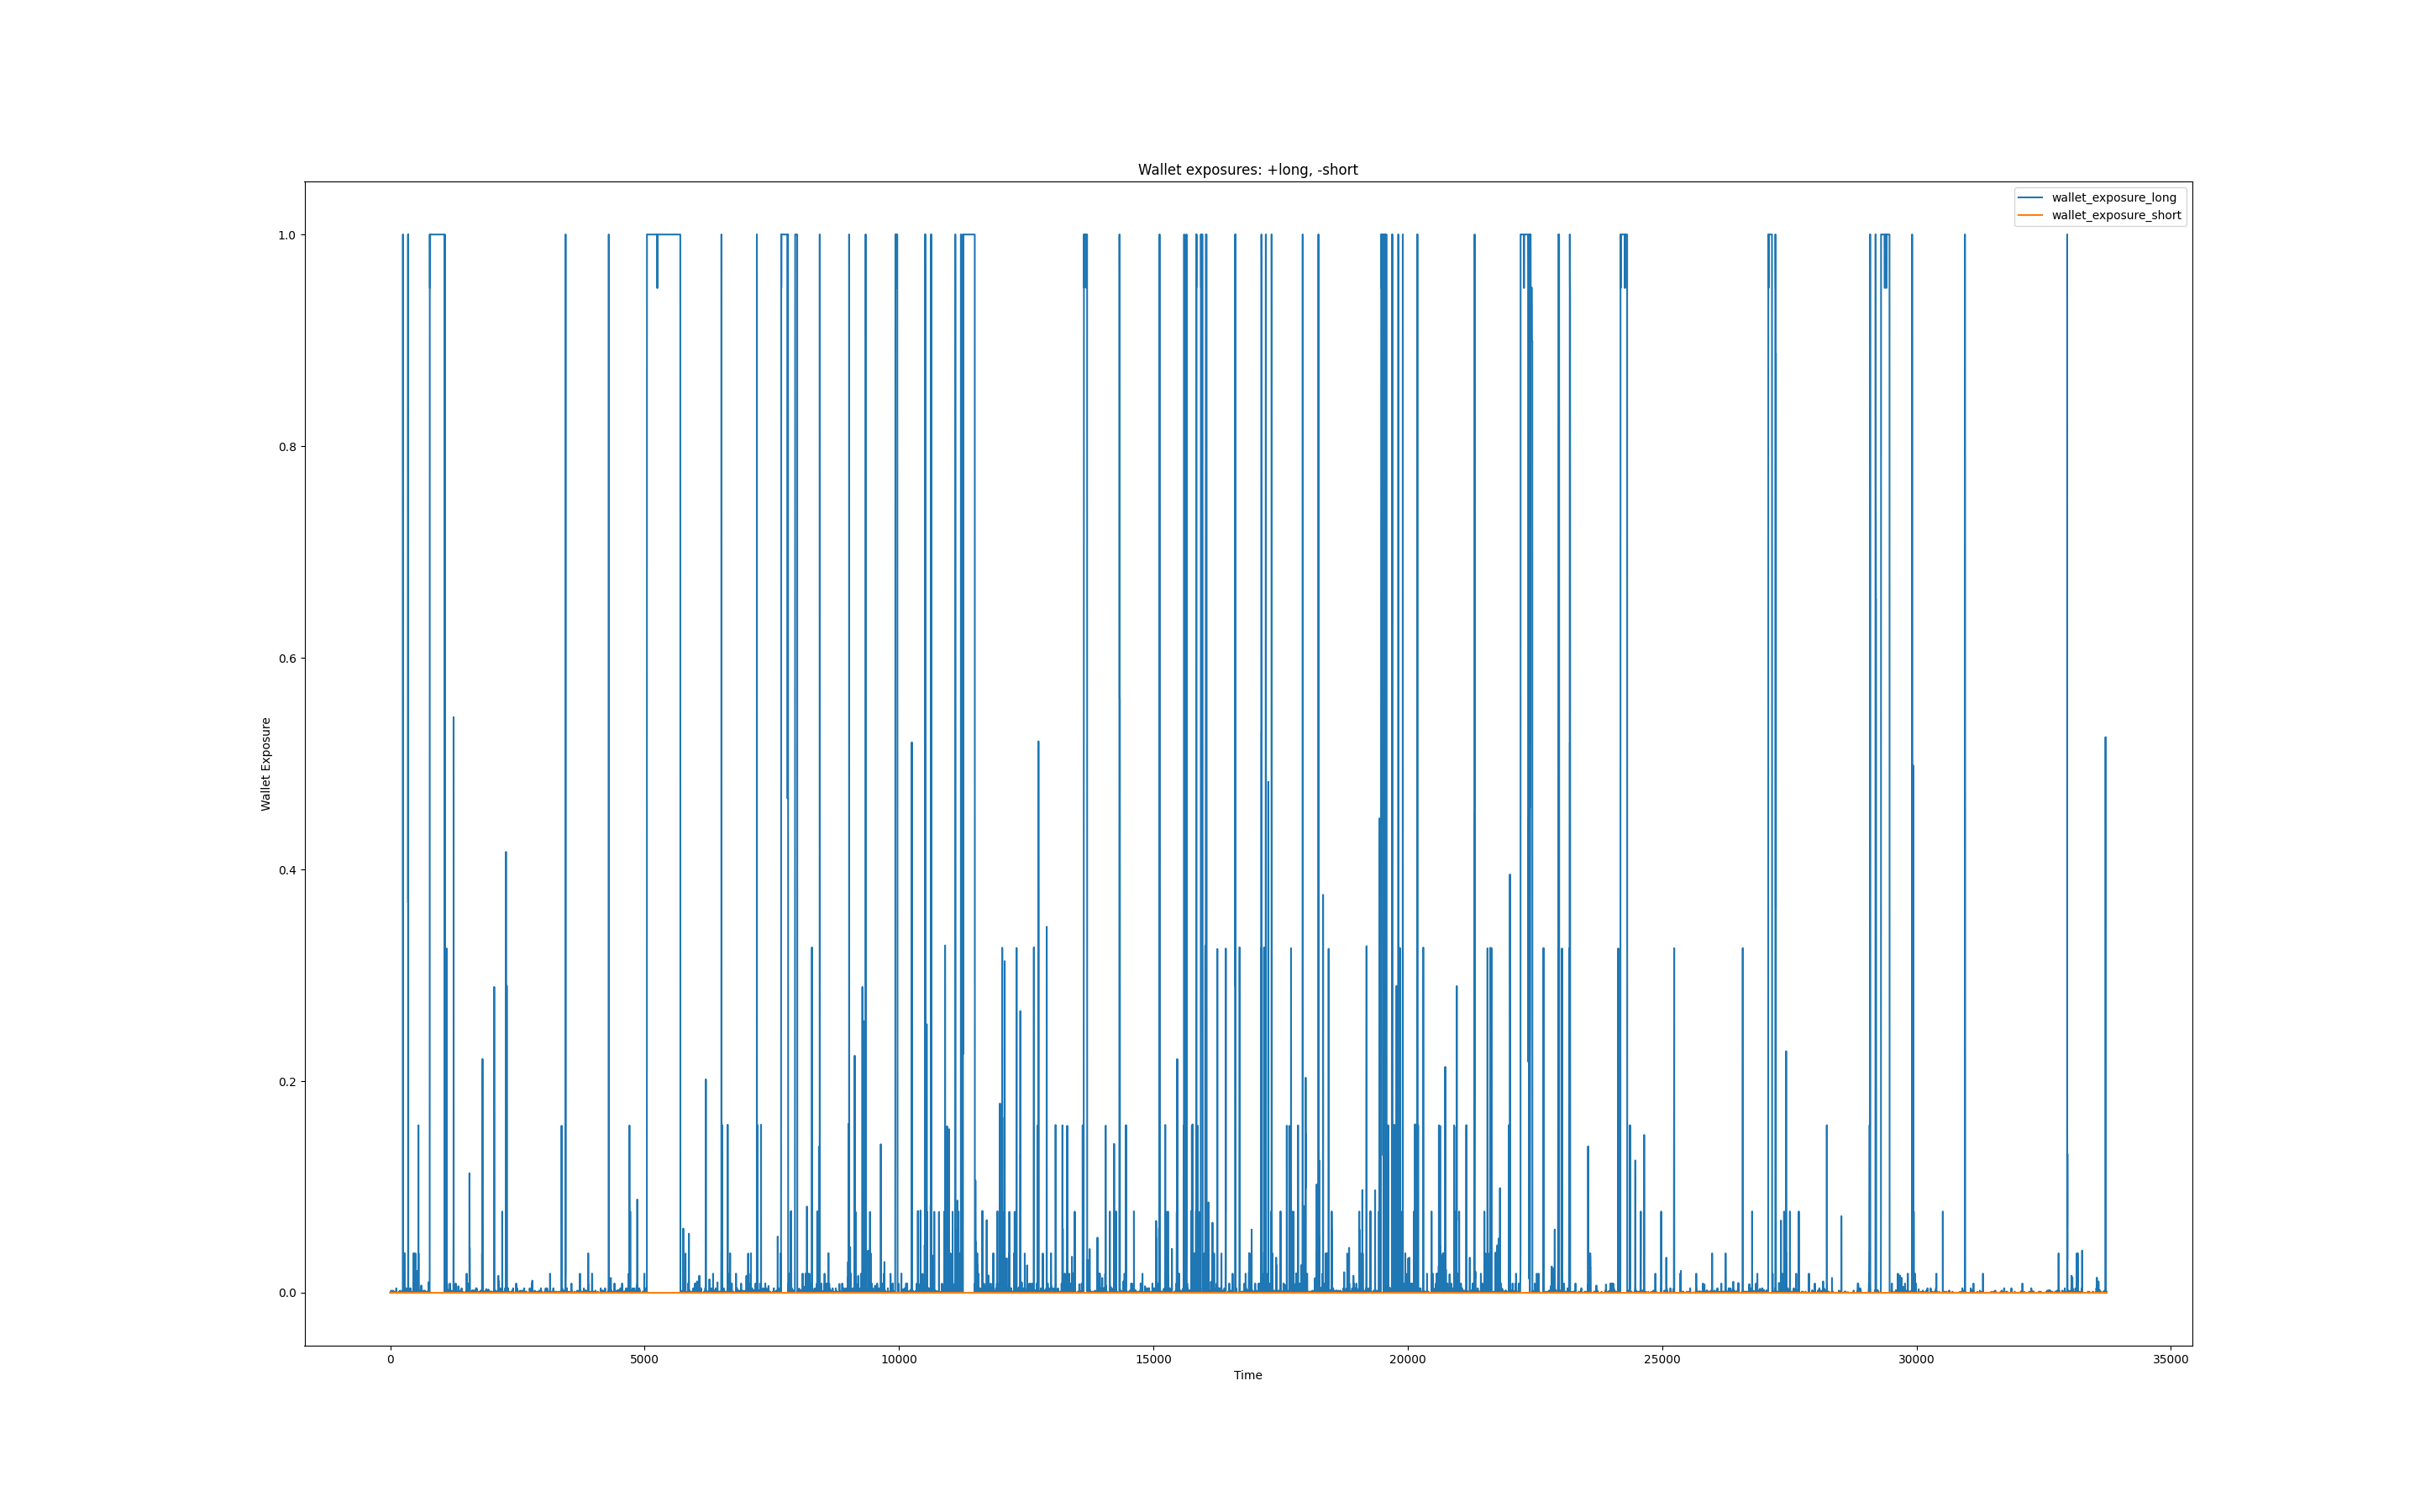 Wallet exposures: +long, -short
wallet_exposure_long
wallet_exposure_short
1.0
0.8
0.6
0.4
0.2
0.0
Wallet Exposure
0 5000 10000 15000 20000 25000 30000 35000
Time